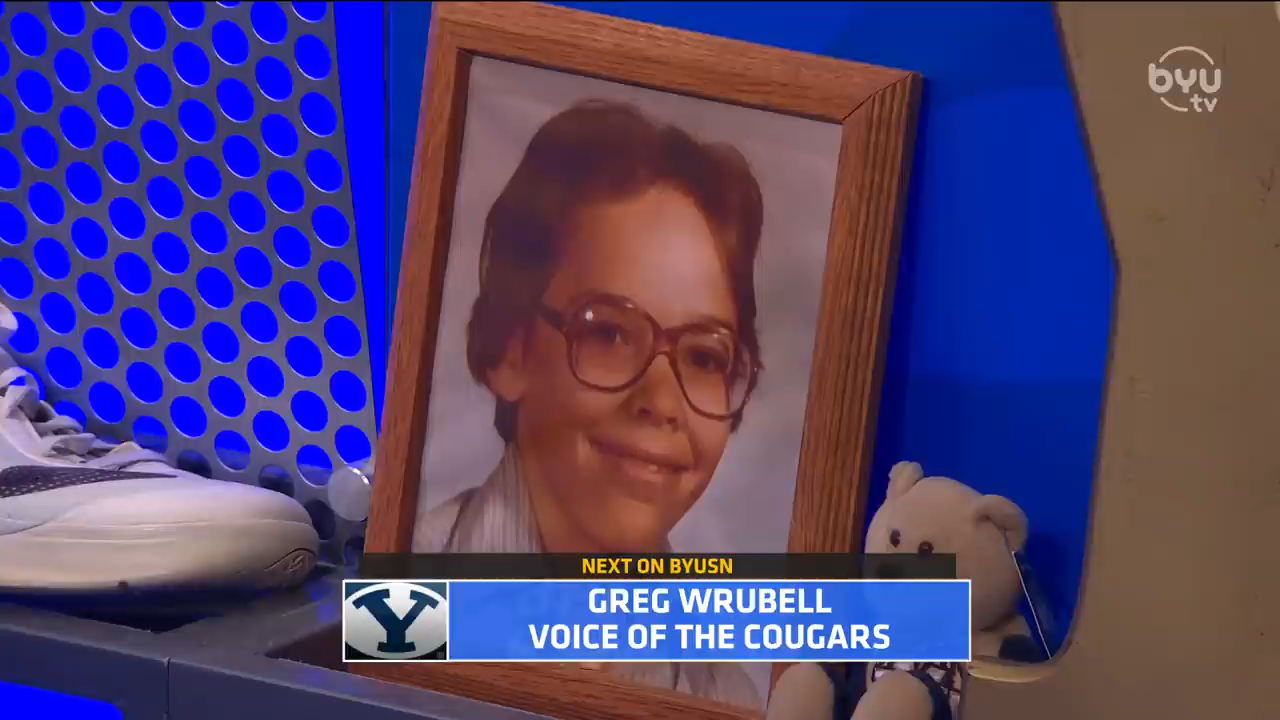 byu
tv
NEXT ON BYUSN
Y
GREG WRUBELL
VOICE OF THE COUGARS